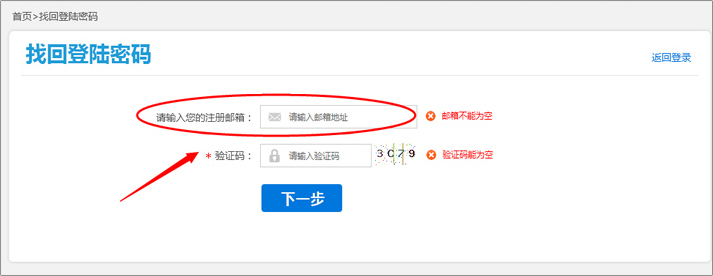 首页>找回登陆密码
找回登陆密码
返回登录
请输入您的注册邮箱： 请输入邮箱地址 邮箱不能为空
* 验证码： 请输入验证码 3C79 验证码能为空
下一步